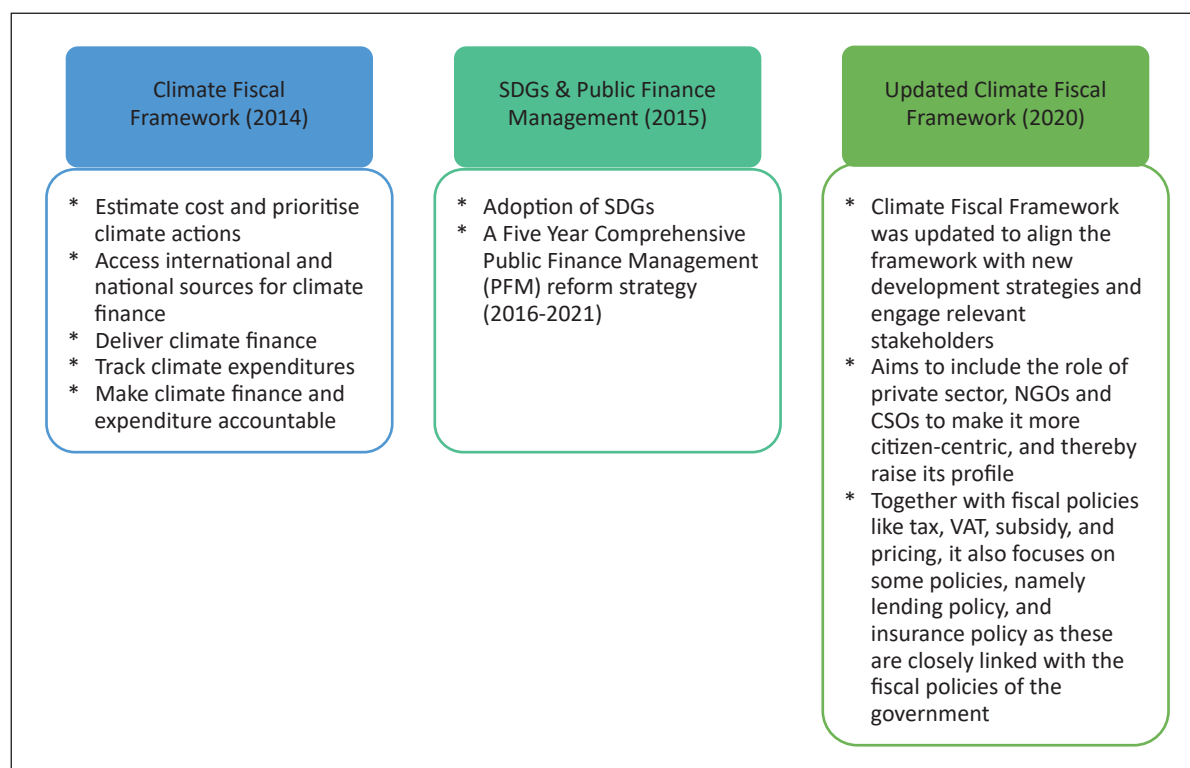 Climate Fiscal
Framework (2014)
* Estimate cost and prioritise
climate actions
* Access international and
national sources for climate
finance
* Deliver climate finance
* Track climate expenditures
* Make climate finance and
expenditure accountable
SDGs & Public Finance
Management (2015)
* Adoption of SDGs
* A Five Year Comprehensive
Public Finance Management
(PFM) reform strategy
(2016-2021)
Updated Climate Fiscal
Framework (2020)
* Climate Fiscal Framework
was updated to align the
framework with new
development strategies and
engage relevant
stakeholders
* Aims to include the role of
private sector, NGOs and
CSOs to make it more
citizen-centric, and thereby
raise its profile
* Together with fiscal policies
like tax, VAT, subsidy, and
pricing, it also focuses on
some policies, namely
lending policy, and
insurance policy as these
are closely linked with the
fiscal policies of the
government